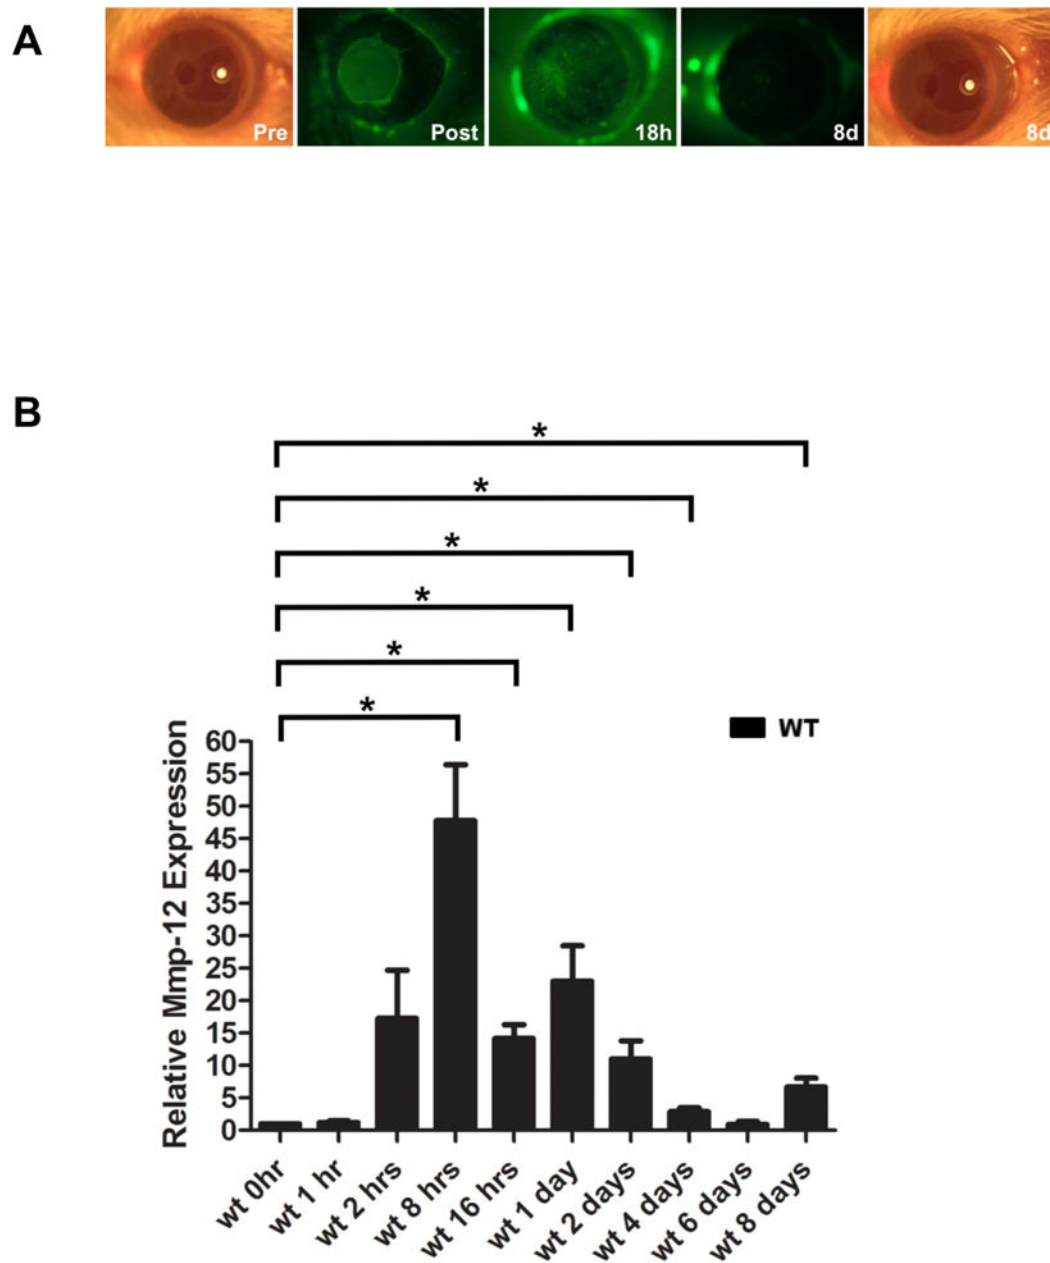 A
Pre
Post
18h
8d
8d
B
*
*
*
*
*
*
WT
Relative Mmp-12 Expression
60
55
50
45
40
35
30
25
20
15
10
5
0
wt 0hr
wt 1 hr
wt 2 hrs
wt 8 hrs
wt 16 hrs
wt 1 day
wt 2 days
wt 4 days
wt 6 days
wt 8 days